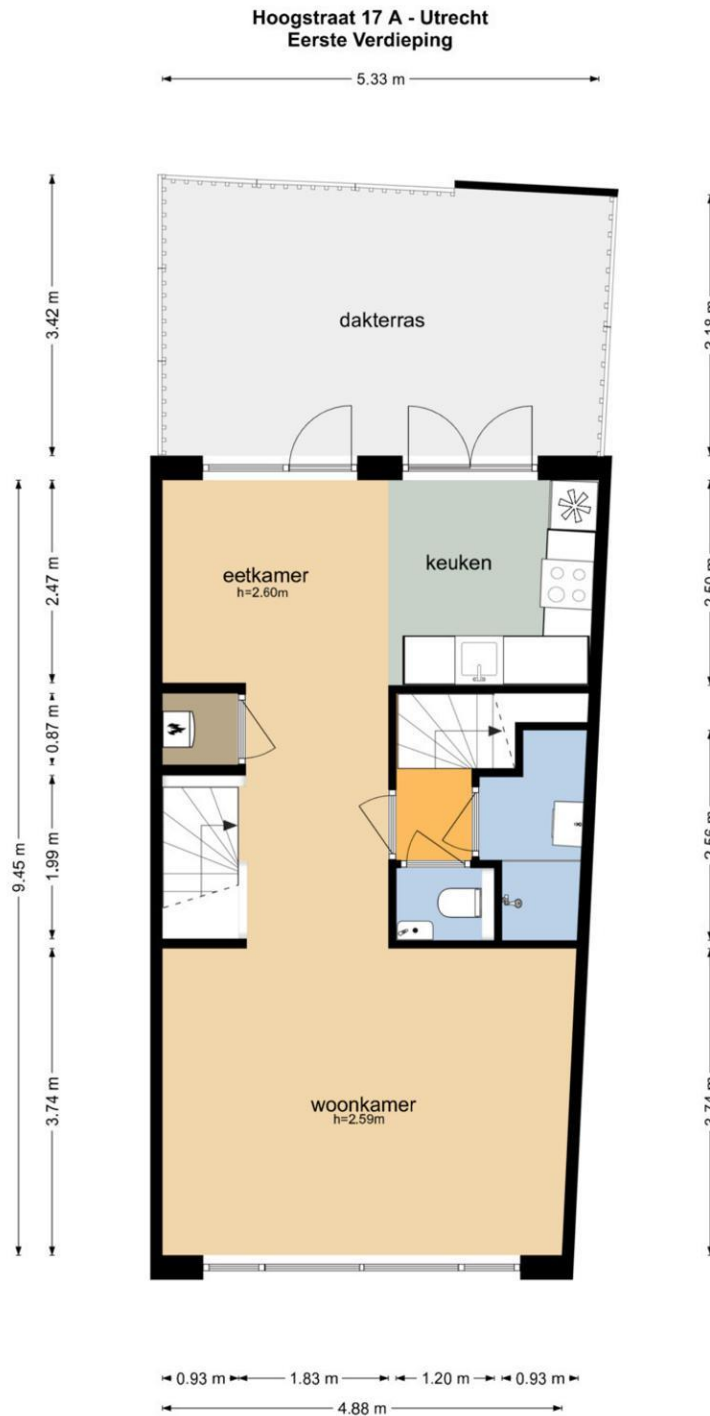 Hoogstraat 17 A - Utrecht
Eerste Verdieping
5.33 m
3.42 m
dakterras
eetkamer
h=2.60m
keuken
2.47 m
0.87 m
1.99 m
9.45 m
3.74 m
woonkamer
h=2.59m
0.93 m
1.83 m
1.20 m
0.93 m
4.88 m